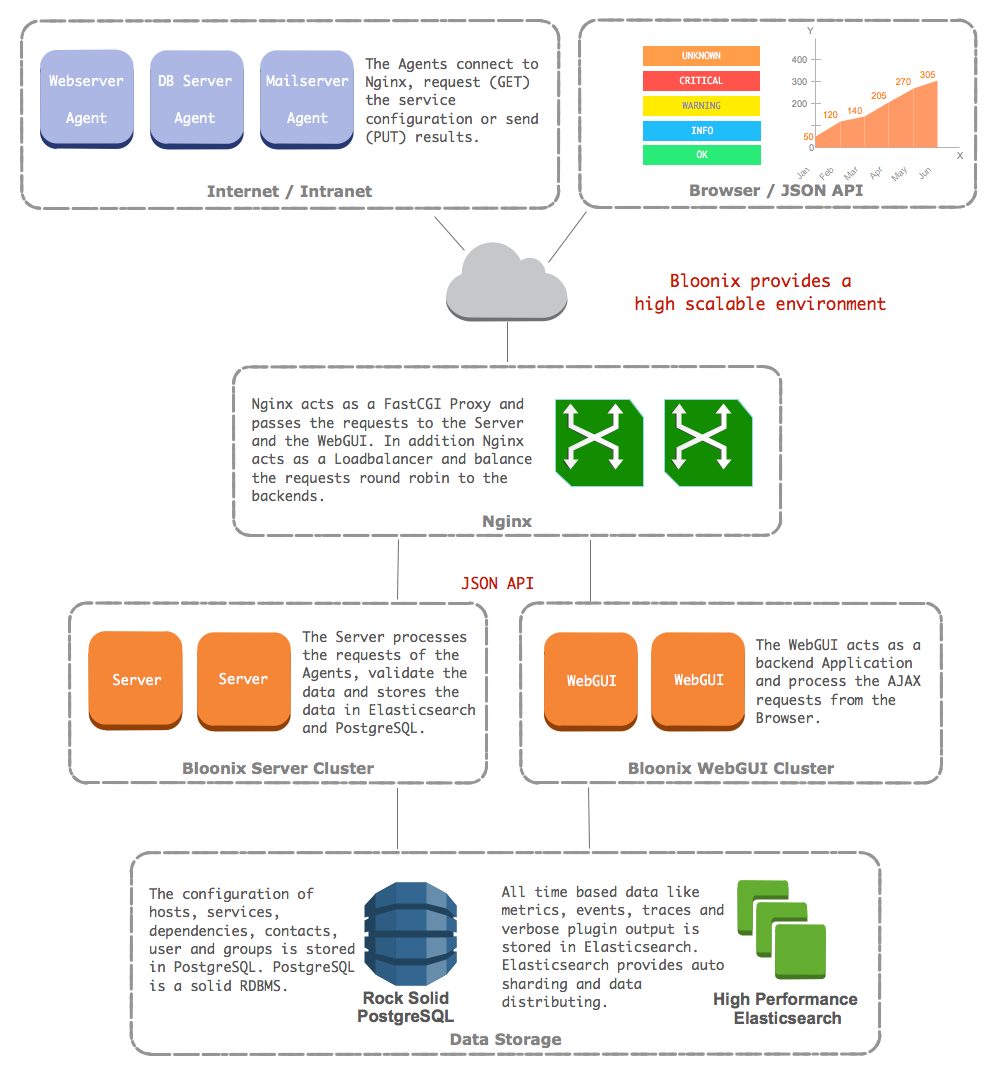 Webserver
Agent
DB Server
Agent
Mailserver
Agent
The Agents connect to
Nginx, request (GET)
the service
configuration or send
(PUT) results.
Internet / Intranet
UNKNOWN
CRITICAL
WARNING
INFO
OK
Y
400
300
200
0
50
120
140
205
270
305
X
Jan
Feb
Mar
Apr
May
Jun
Browser / JSON API
Bloonix provides a
high scalable environment
Nginx acts as a FastCGI Proxy and
passes the requests to the Server
and the WebGUI. In addition Nginx
acts as a Loadbalancer and balance
the requests round robin to the
backends.
Nginx
JSON API
Server
Server
The Server processes
the requests of the
Agents, validate the
data and stores the
data in Elasticsearch
and PostgreSQL.
Bloonix Server Cluster
WebGUI
WebGUI
The WebGUI acts as a
backend Application
and process the AJAX
requests from the
Browser.
Bloonix WebGUI Cluster
The configuration of
hosts, services,
dependencies, contacts,
user and groups is stored
in PostgreSQL. PostgreSQL
is a solid RDBMS.
Rock Solid
PostgreSQL
All time based data like
metrics, events, traces and
verbose plugin output is
stored in Elasticsearch.
Elasticsearch provides auto
sharding and data
distributing.
High Performance
Elasticsearch
Data Storage